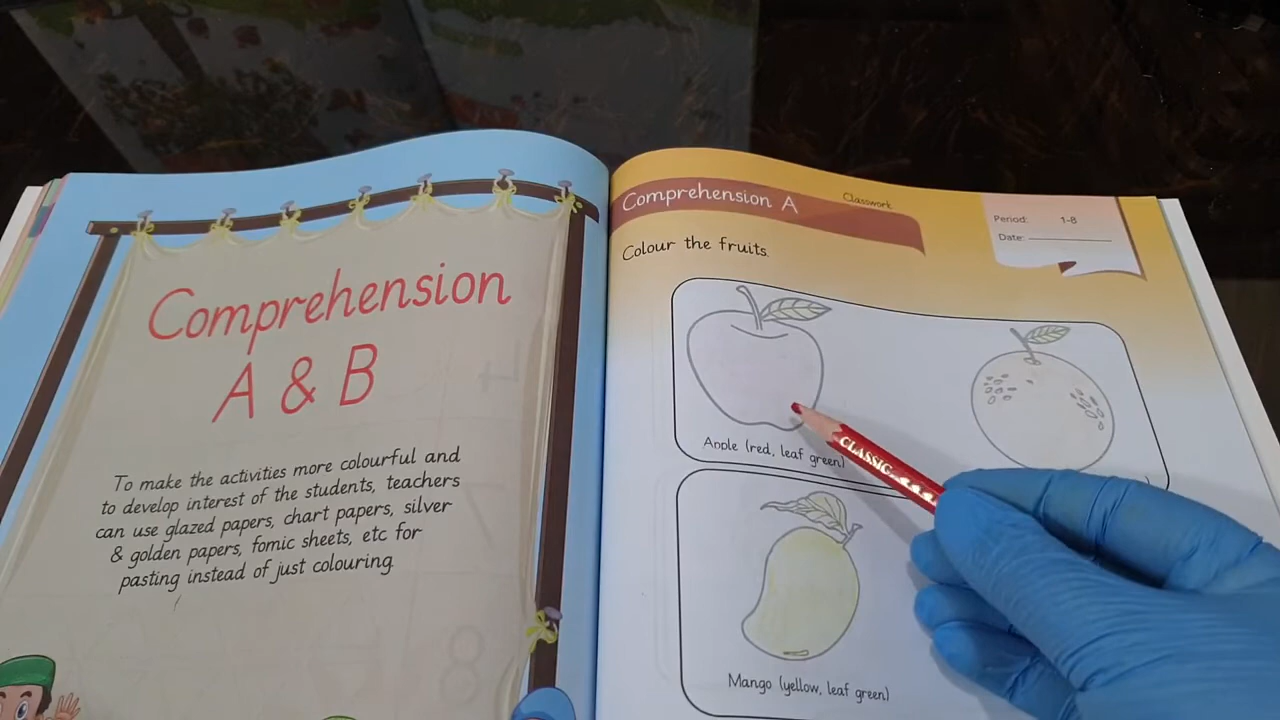 Comprehension
A & B
To make the activities more colourful and
to develop interest of the students, teachers
can use glazed papers, chart papers, silver
& golden papers, fomic sheets, etc for
pasting instead of just colouring
Comprehension A
Classwork
Period: 1-8
Date:
Colour the fruits.
Apple (red, leaf green)
CLASSIC
Mango (yellow, leaf green)